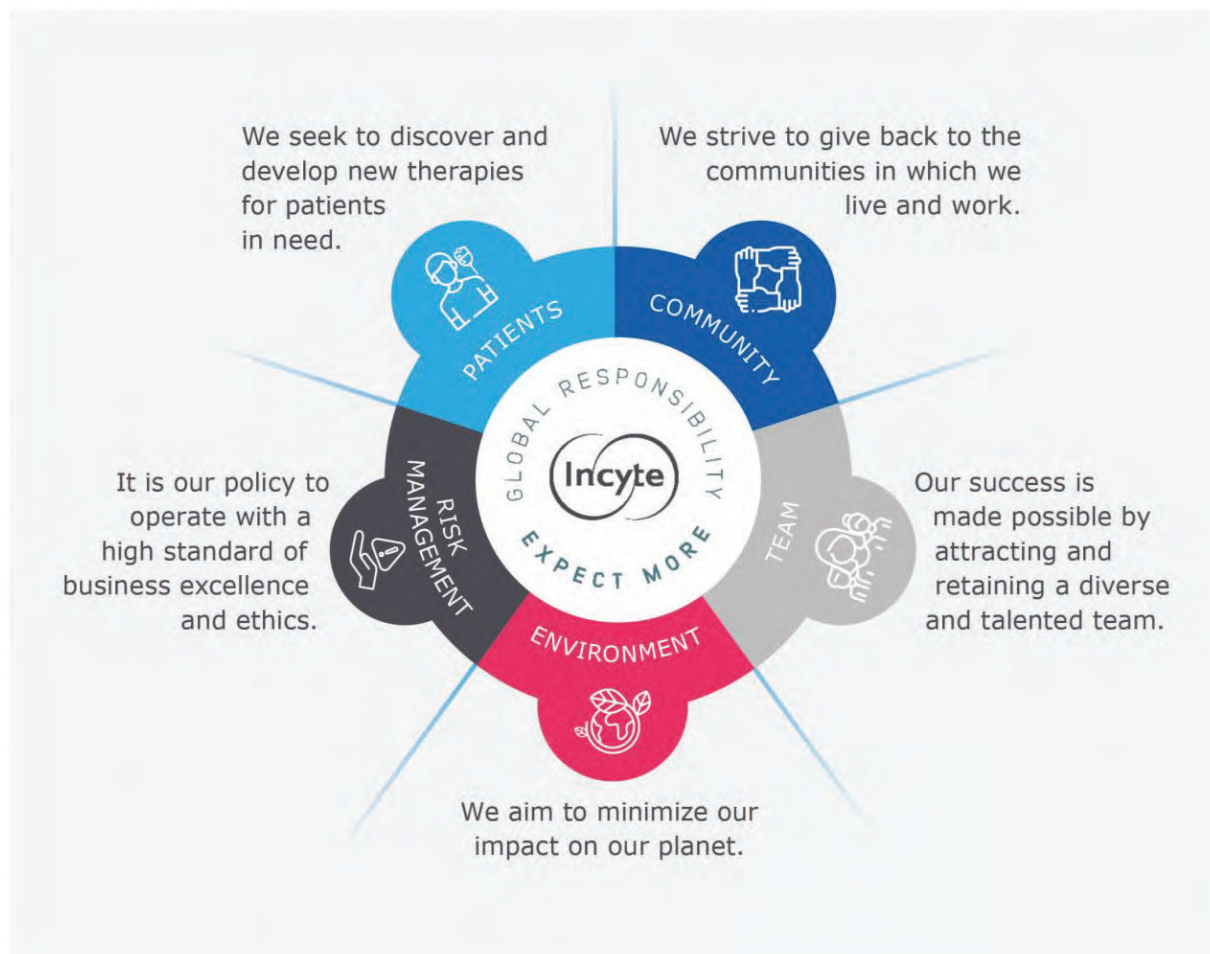 We seek to discover and
develop new therapies
for patients
in need.
We strive to give back to the
communities in which we
live and work.
PATIENTS
COMMUNITY
GLOBAL RESPONSIBILITY
Incyte
EXPECT MORE
It is our policy to
operate with a
high standard of
business excellence
and ethics.
RISK
MANAGEMENT
TEAM
Our success is
made possible by
attracting and
retaining a diverse
and talented team.
ENVIRONMENT
We aim to minimize our
impact on our planet.